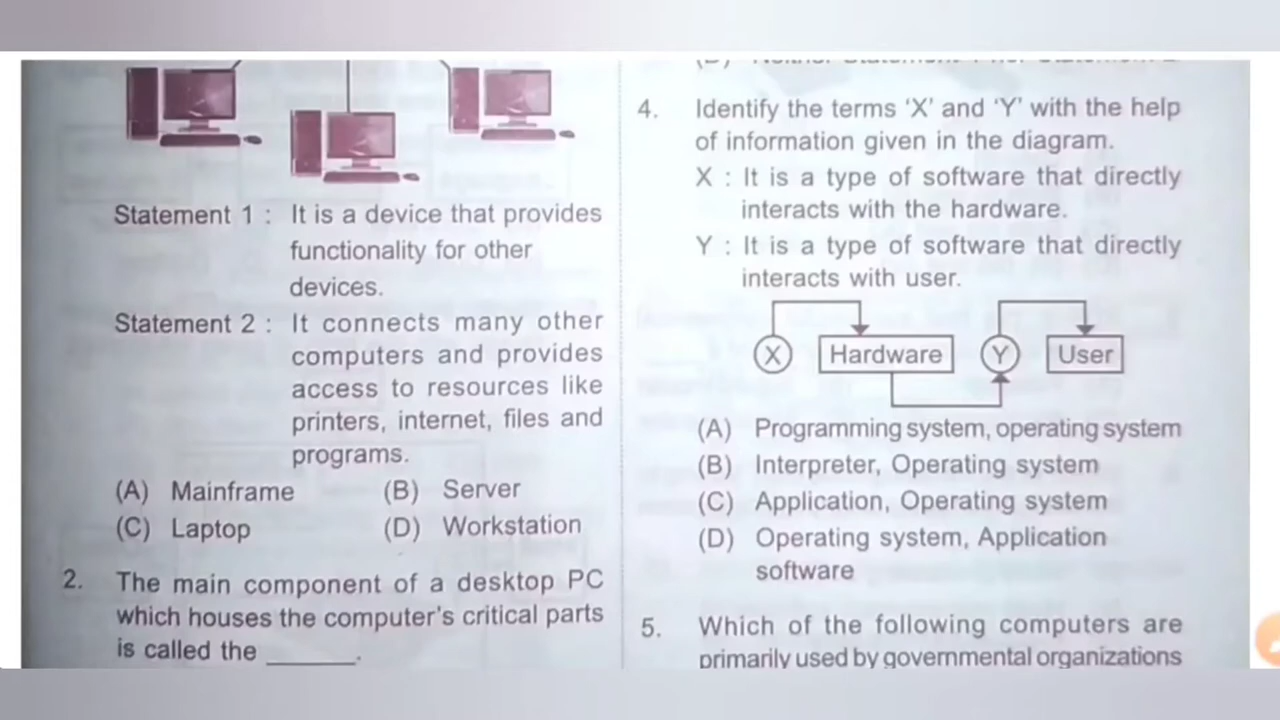 Statement 1 : It is a device that provides
functionality for other
devices.
Statement 2 : It connects many other
computers and provides
access to resources like
printers, internet, files and
programs.
(A) Mainframe (B) Server
(C) Laptop (D) Workstation
2. The main component of a desktop PC
which houses the computer's critical parts
is called the ______.
4. Identify the terms 'X' and 'Y' with the help
of information given in the diagram.
X : It is a type of software that directly
interacts with the hardware.
Y : It is a type of software that directly
interacts with user.
X Hardware Y User
(A) Programming system, operating system
(B) Interpreter, Operating system
(C) Application, Operating system
(D) Operating system, Application
software
5. Which of the following computers are
primarily used by governmental organizations